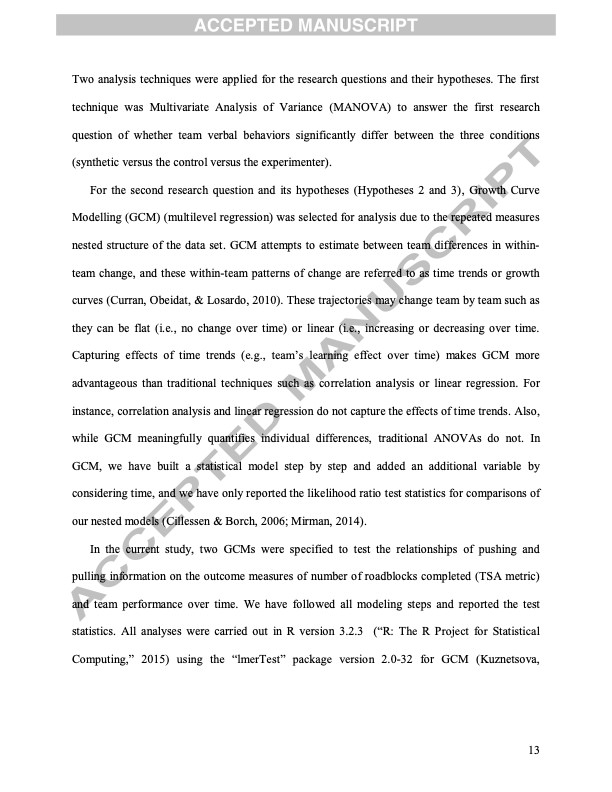 ACCEPTED MANUSCRIPT
Two analysis techniques were applied for the research questions and their hypotheses. The first
technique was Multivariate Analysis of Variance (MANOVA) to answer the first research
question of whether team verbal behaviors significantly differ between the three conditions
(synthetic versus the control versus the experimenter).
For the second research question and its hypotheses (Hypotheses 2 and 3), Growth Curve
Modelling (GCM) (multilevel regression) was selected for analysis due to the repeated measures
nested structure of the data set. GCM attempts to estimate between team differences in within-
team change, and these within-team patterns of change are referred to as time trends or growth
curves (Curran, Obeidat, & Losardo, 2010). These trajectories may change team by team such as
they can be flat (i.e., no change over time) or linear (i.e., increasing or decreasing over time.
Capturing effects of time trends (e.g., team’s learning effect over time) makes GCM more
advantageous than traditional techniques such as correlation analysis or linear regression. For
instance, correlation analysis and linear regression do not capture the effects of time trends. Also,
while GCM meaningfully quantifies individual differences, traditional ANOVAs do not. In
GCM, we have built a statistical model step by step and added an additional variable by
considering time, and we have only reported the likelihood ratio test statistics for comparisons of
our nested models (Cillessen & Borch, 2006; Mirman, 2014).
In the current study, two GCMs were specified to test the relationships of pushing and
pulling information on the outcome measures of number of roadblocks completed (TSA metric)
and team performance over time. We have followed all modeling steps and reported the test
statistics. All analyses were carried out in R version 3.2.3 (“R: The R Project for Statistical
Computing,” 2015) using the “lmerTest” package version 2.0-32 for GCM (Kuznetsova,
13
ACCEPTED MANUSCRIPT